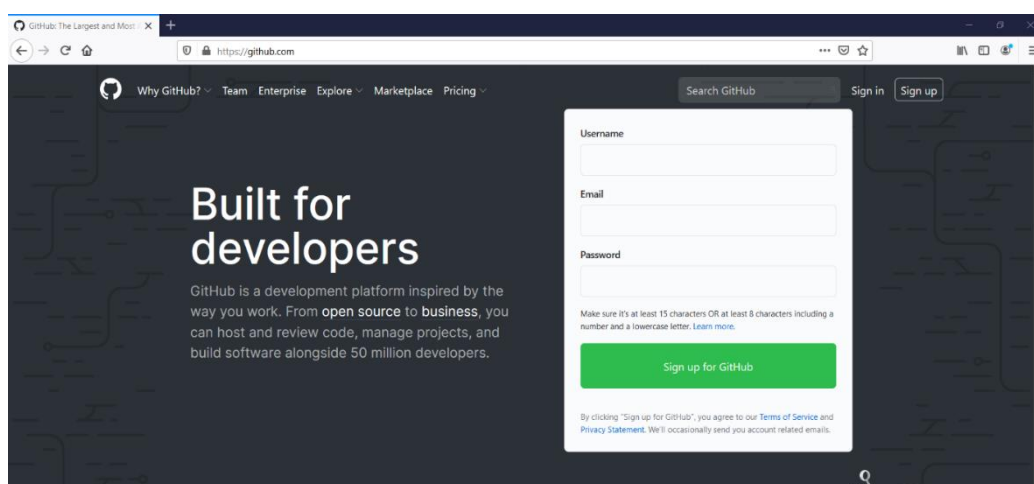 GitHub: The Largest and Most
https://github.com
Why GitHub? Team Enterprise Explore Marketplace Pricing
Search GitHub
Sign in
Sign up
Built for
developers
GitHub is a development platform inspired by the
way you work. From open source to business, you
can host and review code, manage projects, and
build software alongside 50 million developers.
Username
Email
Password
Make sure it's at least 15 characters OR at least 8 characters including a
number and a lowercase letter. Learn more.
Sign up for GitHub
By clicking "Sign up for GitHub", you agree to our Terms of Service and
Privacy Statement. We'll occasionally send you account related emails.